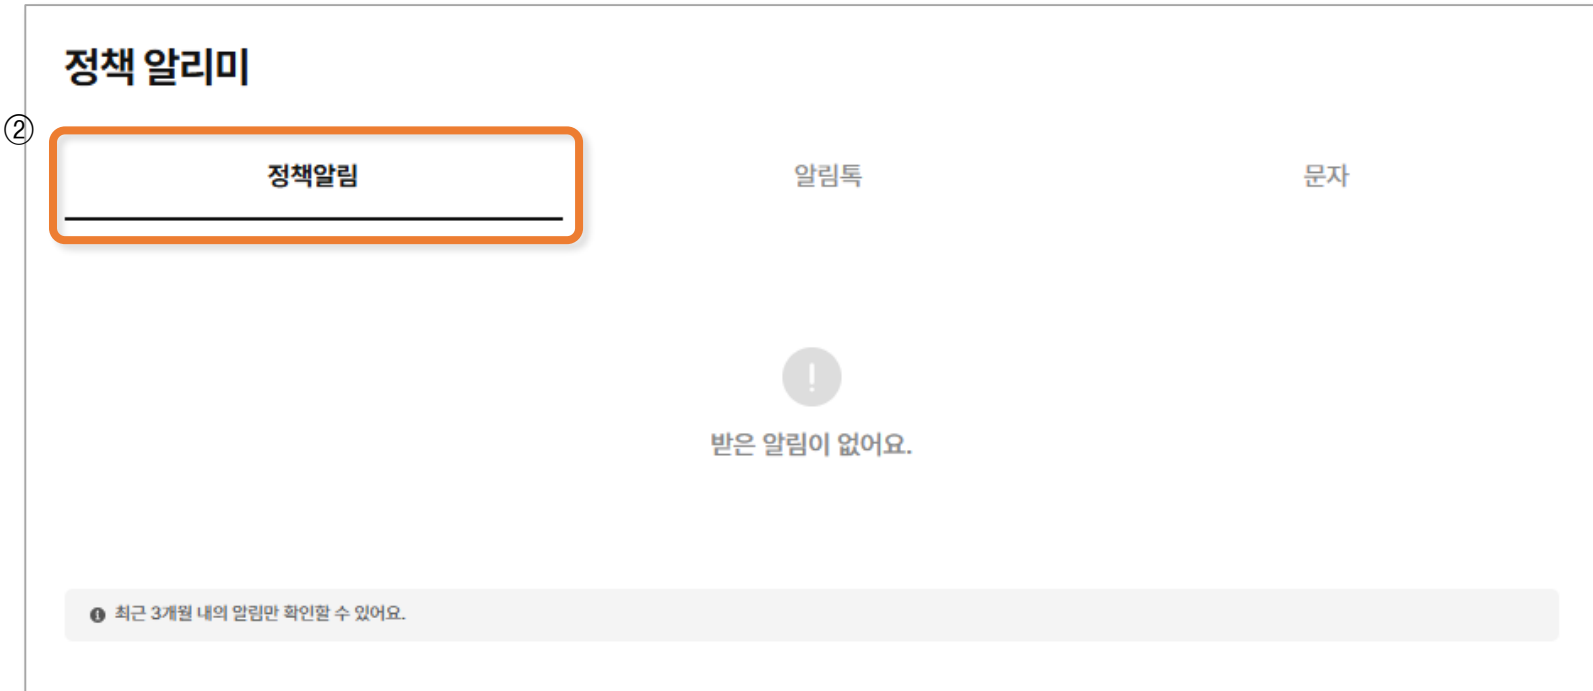 정책 알리미
②
정책알림 알림톡 문자
받은 알림이 없어요.
최근 3개월 내의 알림만 확인할 수 있어요.